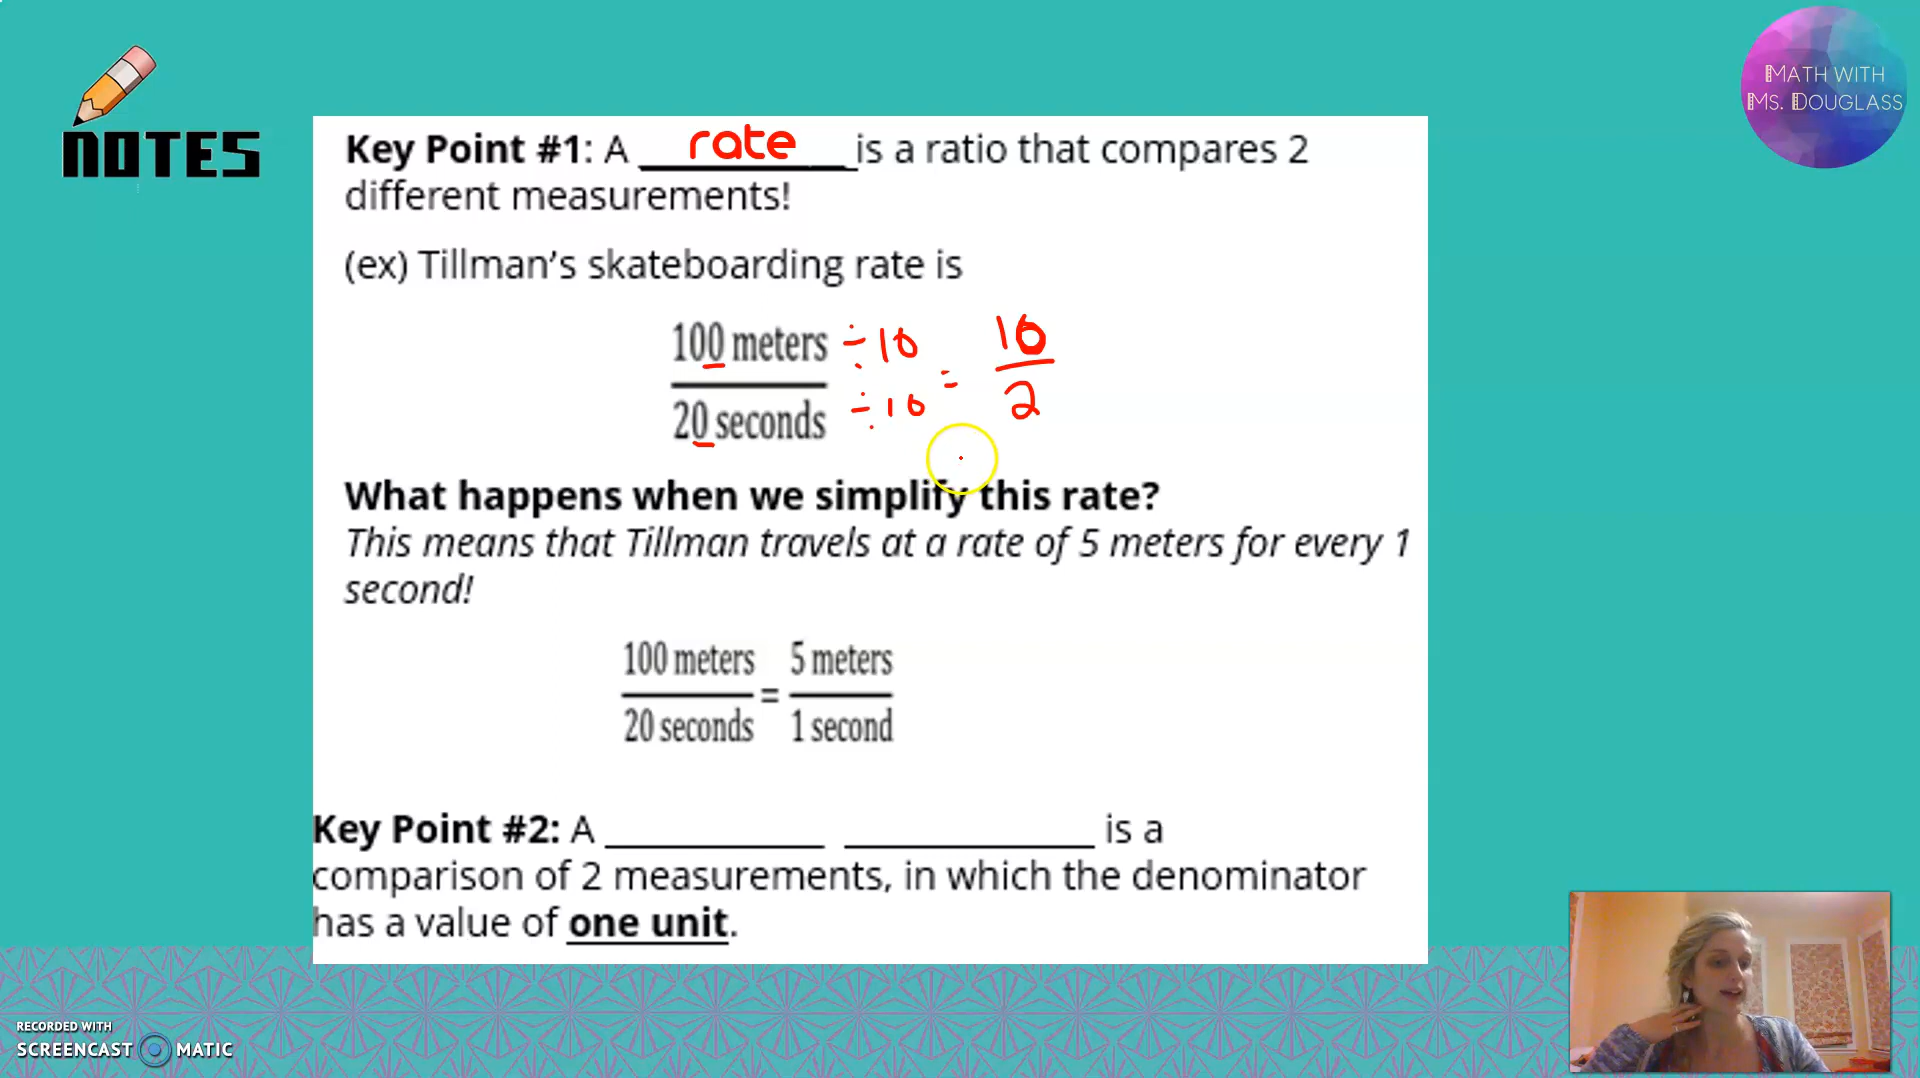 NOTES
MATH WITH
MS. DOUGLASS
Key Point #1: A rate is a ratio that compares 2
different measurements!
(ex) Tillman's skateboarding rate is
100 meters ÷ 10 = 10
20 seconds ÷ 10 2
What happens when we simplify this rate?
This means that Tillman travels at a rate of 5 meters for every 1
second!
100 meters = 5 meters
20 seconds 1 second
Key Point #2: A ________ ________ is a
comparison of 2 measurements, in which the denominator
has a value of one unit.
RECORDED WITH
SCREENCAST MATIC